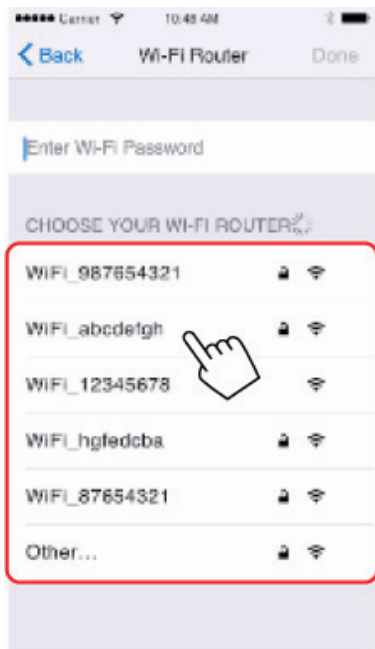 Carrier 10:48 AM
Back Wi-Fi Router Done
Enter Wi-Fi Password
CHOOSE YOUR WI-FI ROUTER
WiFi_987654321
WiFi_abcdefgh
WiFi_12345678
WiFi_hgfedcba
WiFi_87654321
Other...